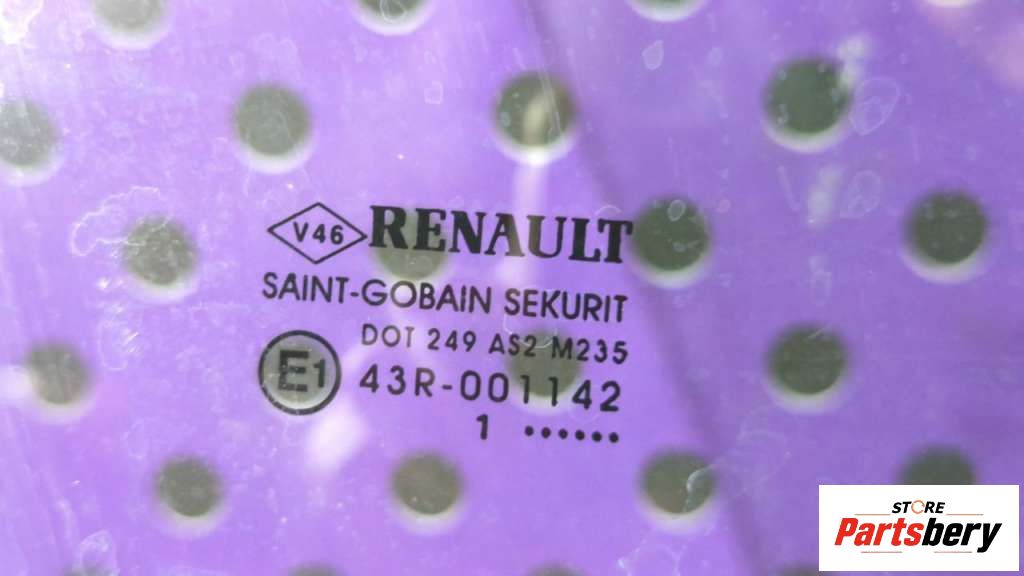 V46 RENAULT
SAINT-GOBAIN SEKURIT
DOT 249 AS2 M235
E1 43R-001142
1 ••••••
STORE
Partsbery